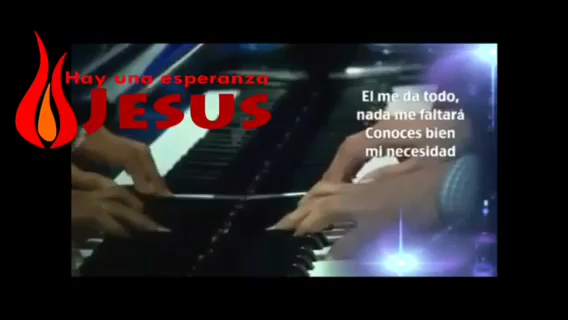 Hay una esperanza
JESUS
El me da todo,
nada me faltará
Conoces bien
mi necesidad